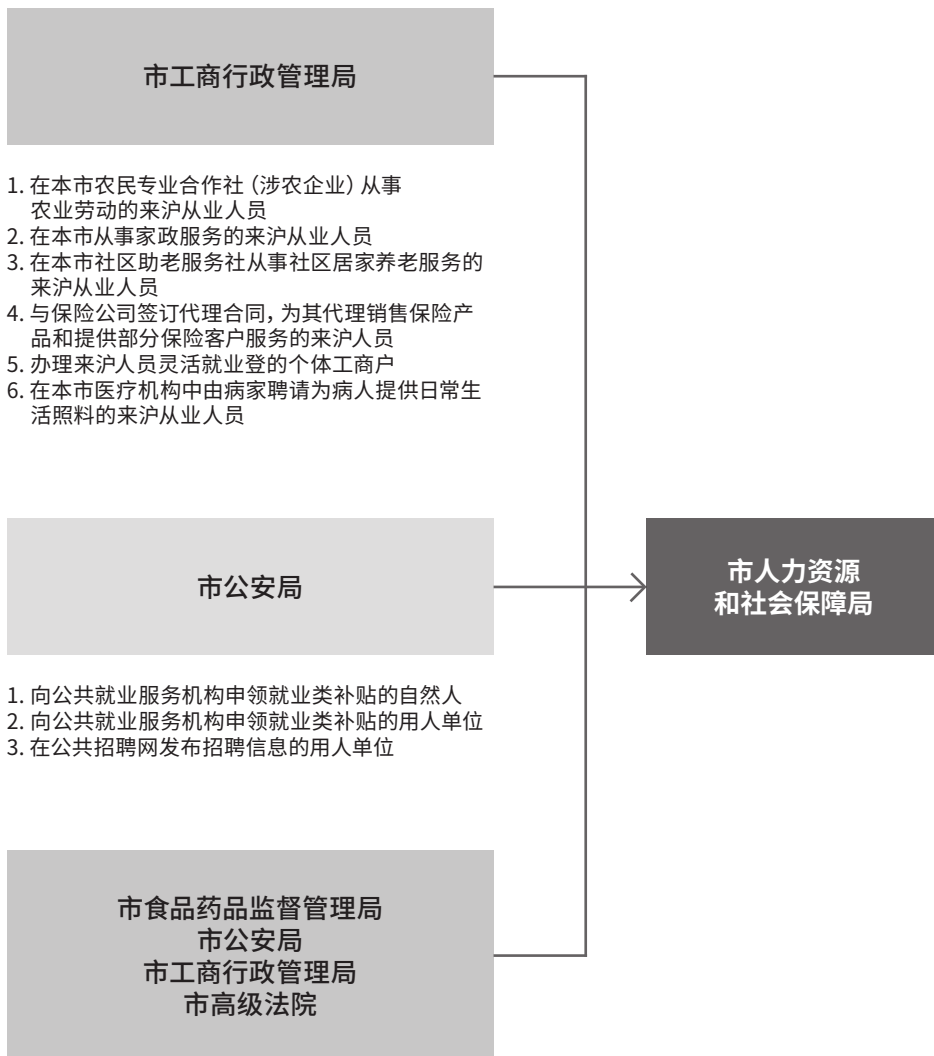 市工商行政管理局
1. 在本市农民专业合作社（涉农企业）从事
农业劳动的来沪从业人员
2. 在本市从事家政服务的来沪从业人员
3. 在本市社区助老服务社从事社区居家养老服务的
来沪从业人员
4. 与保险公司签订代理合同，为其代理销售保险产
品和提供部分保险客户服务的来沪人员
5. 办理来沪人员灵活就业登的个体工商户
6. 在本市医疗机构中由病家聘请为病人提供日常生
活照料的来沪从业人员
市公安局
市人力资源
和社会保障局
1. 向公共就业服务机构申领就业类补贴的自然人
2. 向公共就业服务机构申领就业类补贴的用人单位
3. 在公共招聘网发布招聘信息的用人单位
市食品药品监督管理局
市公安局
市工商行政管理局
市高级法院